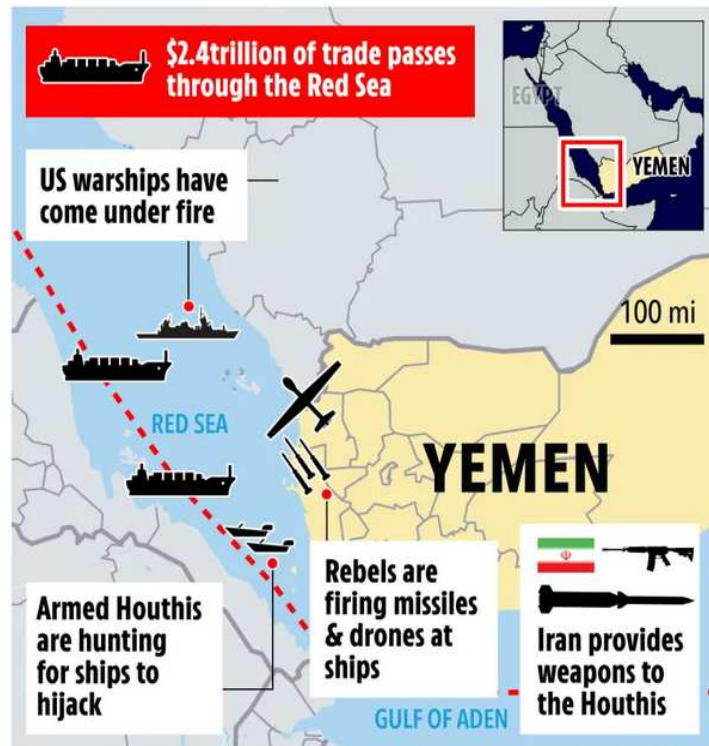 $2.4trillion of trade passes
through the Red Sea
EGYPT
YEMEN
US warships have
come under fire
100 mi
RED SEA
YEMEN
Armed Houthis
are hunting
for ships to
hijack
Rebels are
firing missiles
& drones at
ships
Iran provides
weapons to
the Houthis
GULF OF ADEN